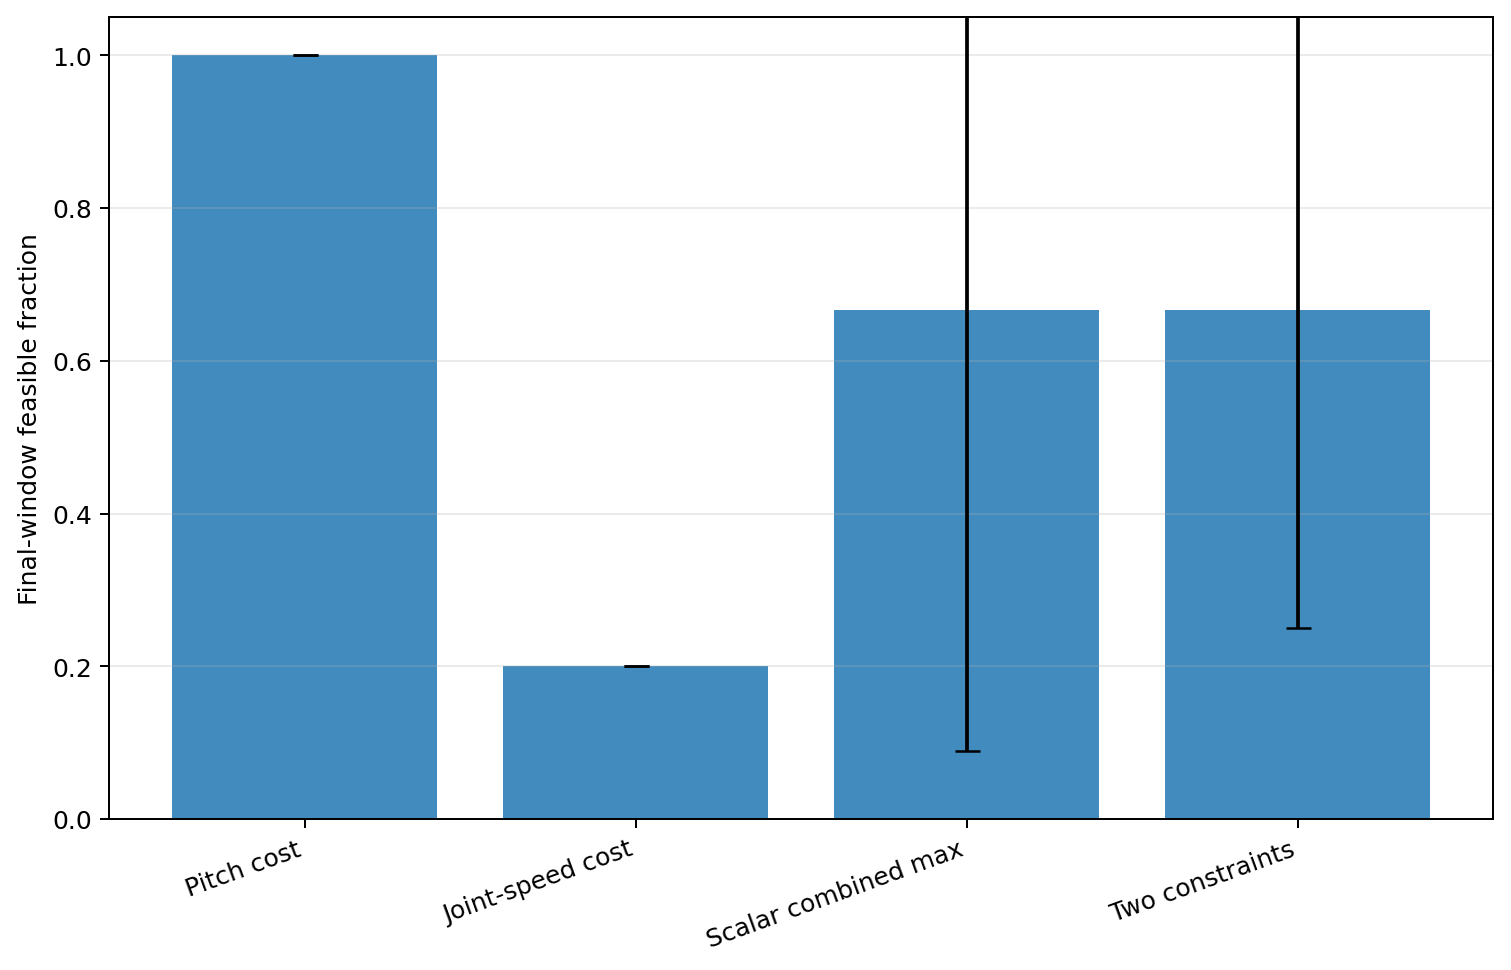 Final-window feasible fraction
1.0
0.8
0.6
0.4
0.2
0.0
Pitch cost
Joint-speed cost
Scalar combined max
Two constraints